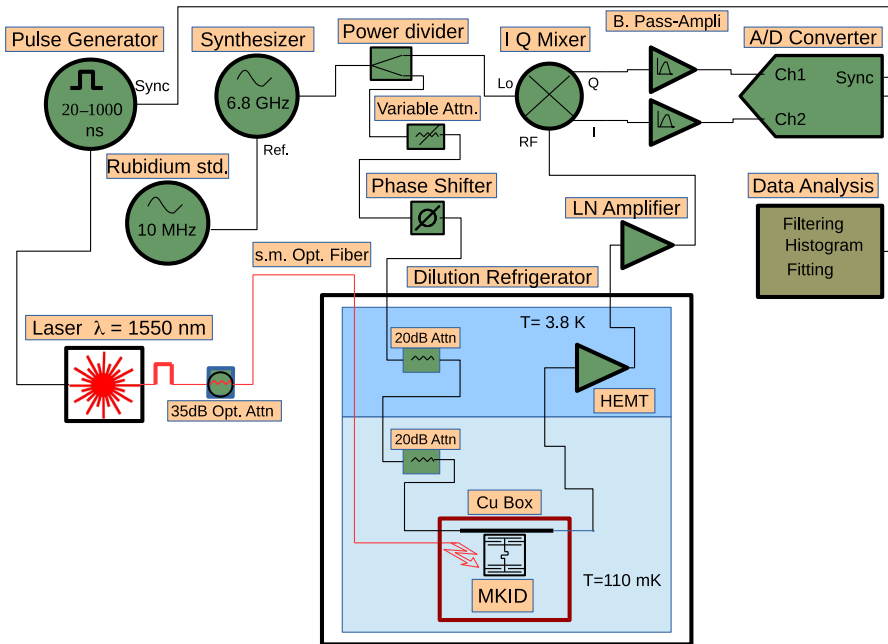 Pulse Generator
Synthesizer
Power divider
I Q Mixer
B. Pass-Ampli
A/D Converter
20–1000
ns
Sync
6.8 GHz
Ref.
Lo
Q
RF
I
Ch1
Sync
Ch2
Variable Attn.
Rubidium std.
10 MHz
Phase Shifter
LN Amplifier
Data Analysis
Filtering
Histogram
Fitting
s.m. Opt. Fiber
Dilution Refrigerator
Laser λ = 1550 nm
35dB Opt. Attn
20dB Attn
T= 3.8 K
HEMT
20dB Attn
Cu Box
MKID
T=110 mK